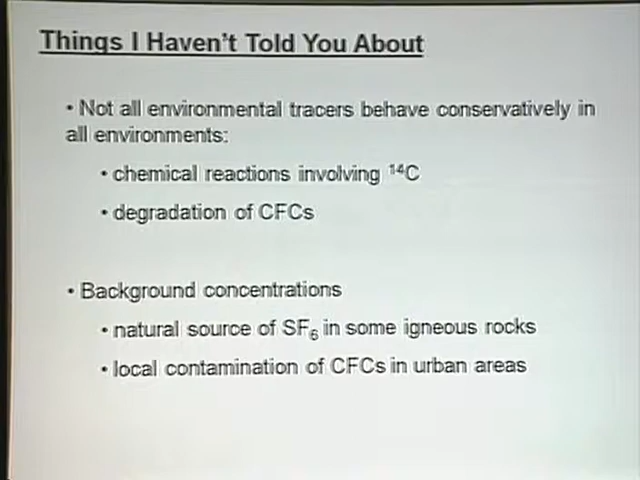 Things I Haven't Told You About
• Not all environmental tracers behave conservatively in
all environments:
• chemical reactions involving ¹⁴C
• degradation of CFCs
• Background concentrations
• natural source of SF₆ in some igneous rocks
• local contamination of CFCs in urban areas